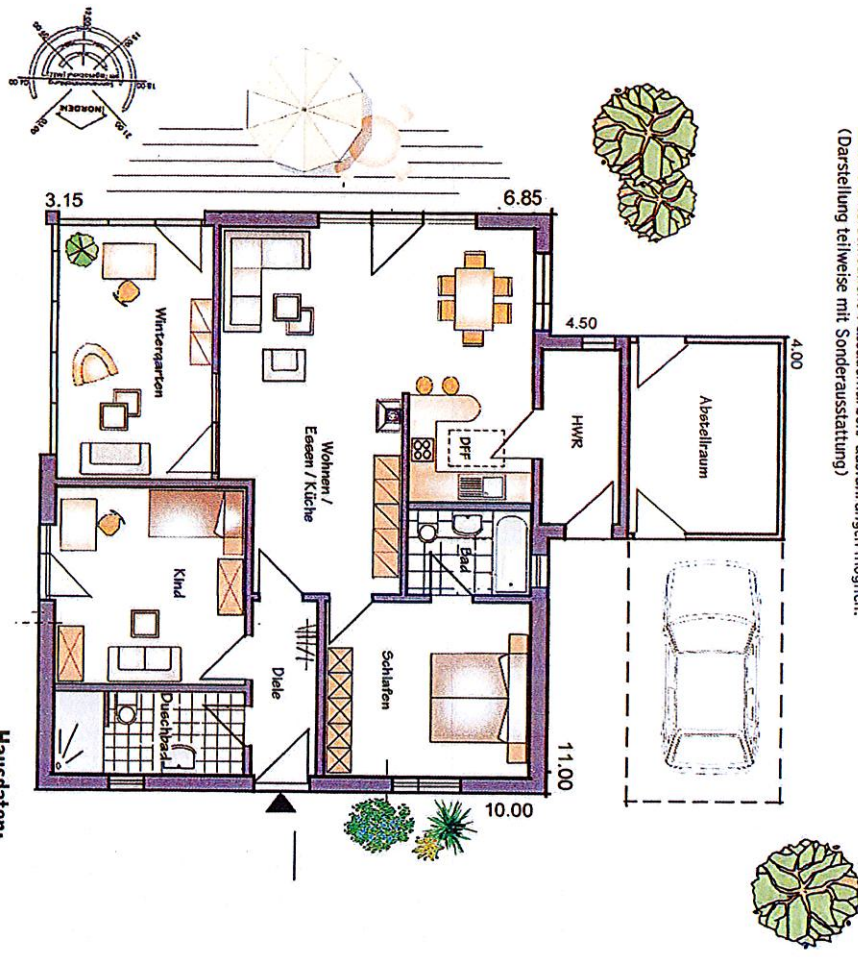 (Darstellung teilweise mit Sonderausstattung)
4.00
Abstellraum
4.50
HWR
6.85
3.15
DFF
Wohnen /
Essen / Küche
Wintergarten
Bad
Kind
Diele
Schlafen
Duschbad
11.00
10.00
Hausdaten:
NORDEN